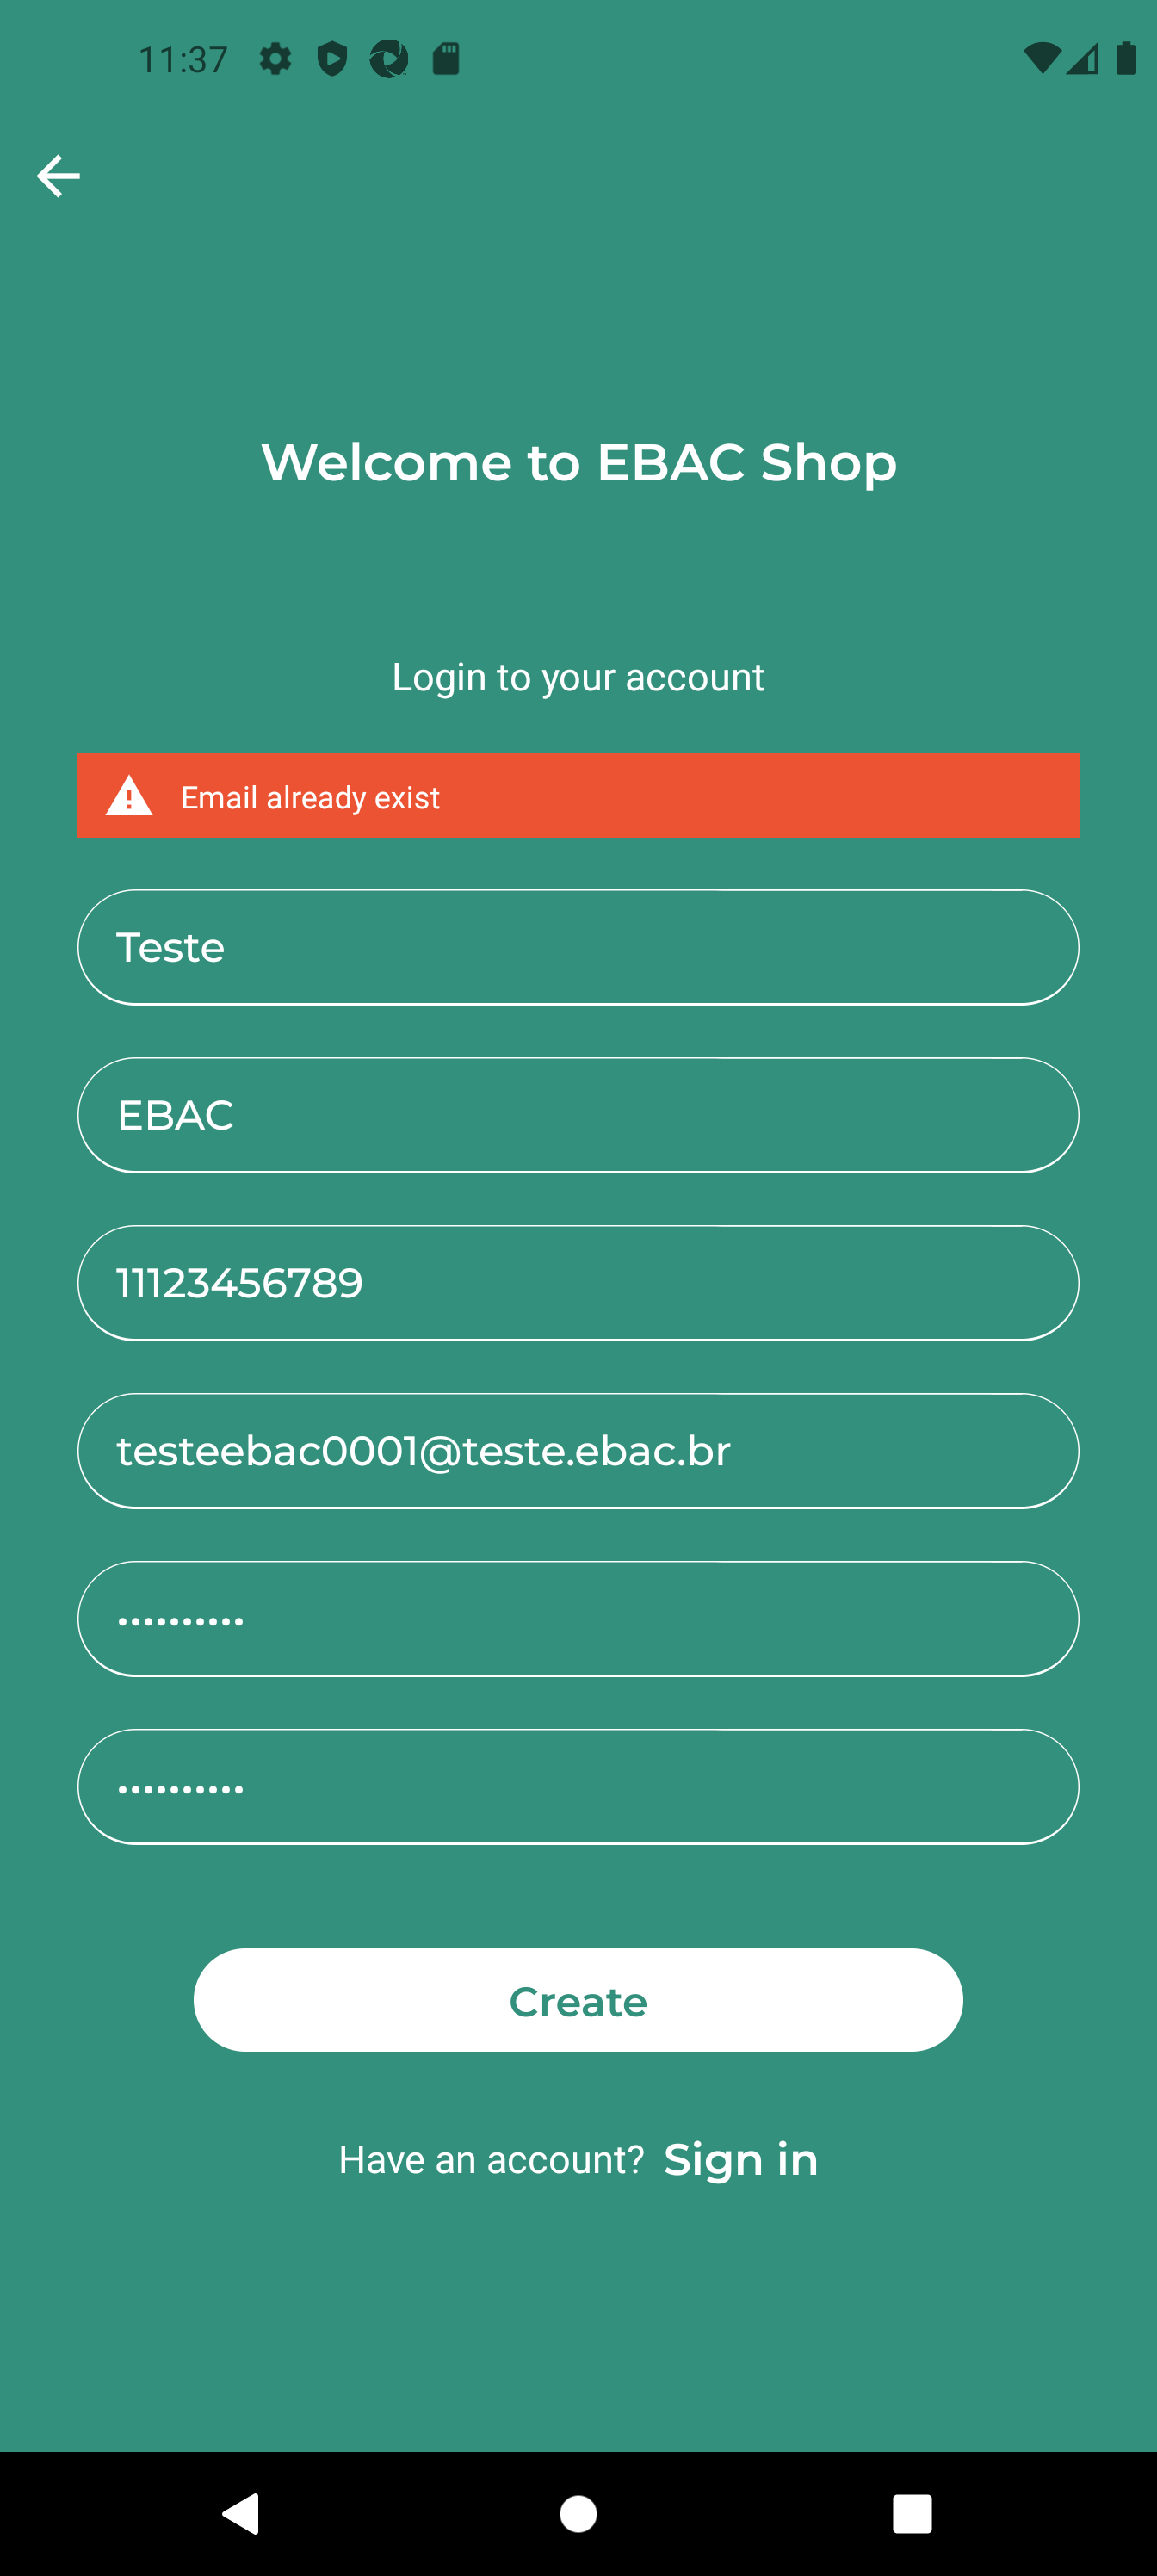 11:37
Welcome to EBAC Shop
Login to your account
Email already exist
Teste
EBAC
11123456789
testeebac0001@teste.ebac.br
••••••••••
••••••••••
Create
Have an account? Sign in